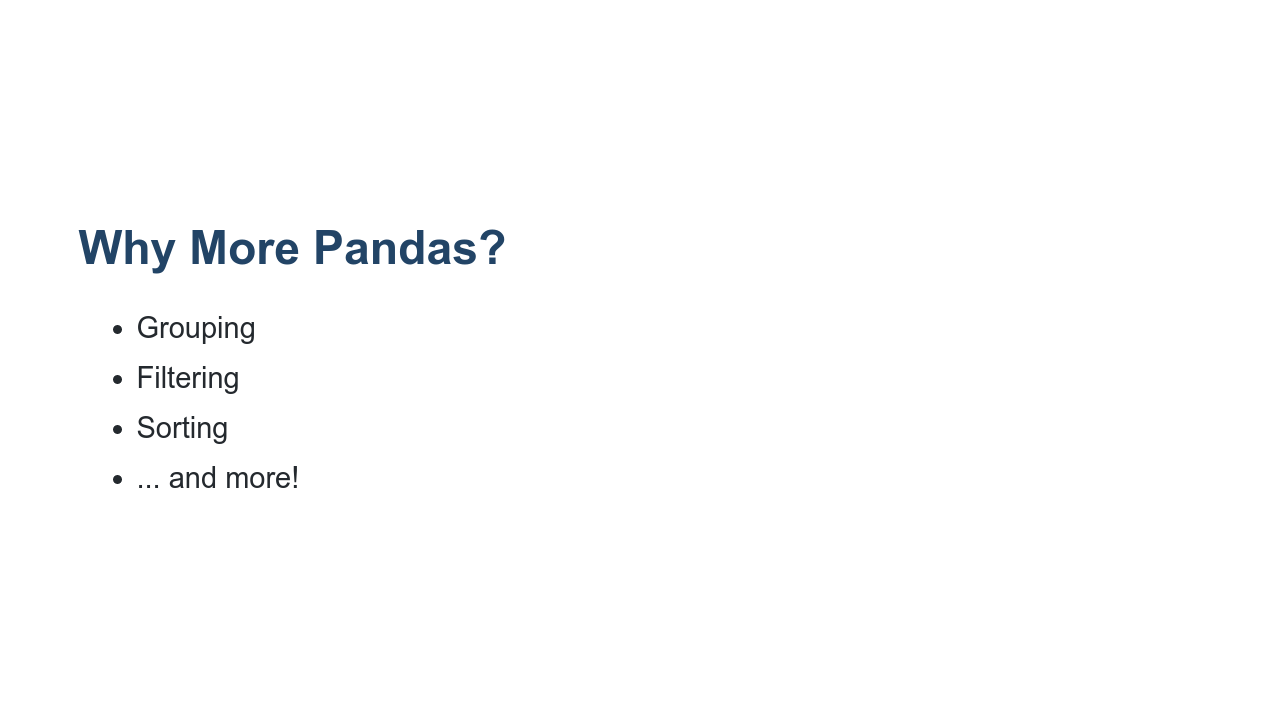 Why More Pandas?
• Grouping
• Filtering
• Sorting
• ... and more!